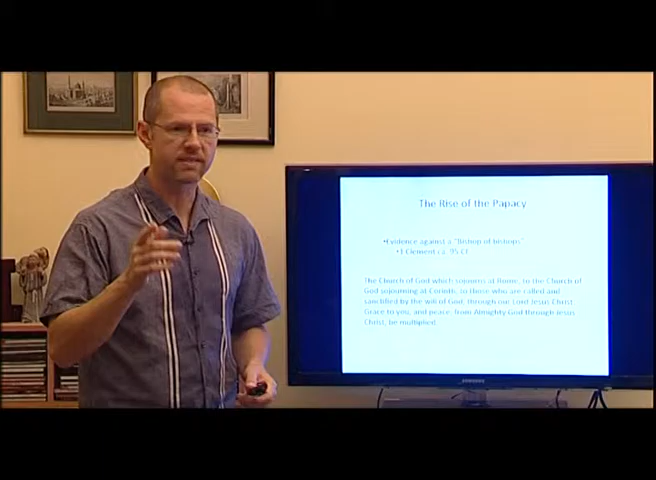 The Rise of the Papacy
•Evidence against a "Bishop of bishops"
•1 Clement ca. 95 CE
The Church of God which sojourns at Rome, to the Church of
God sojourning at Corinth, to those who are called and
sanctified by the will of God, through our Lord Jesus Christ.
Grace to you, and peace, from Almighty God through Jesus
Christ, be multiplied.
SAMSUNG